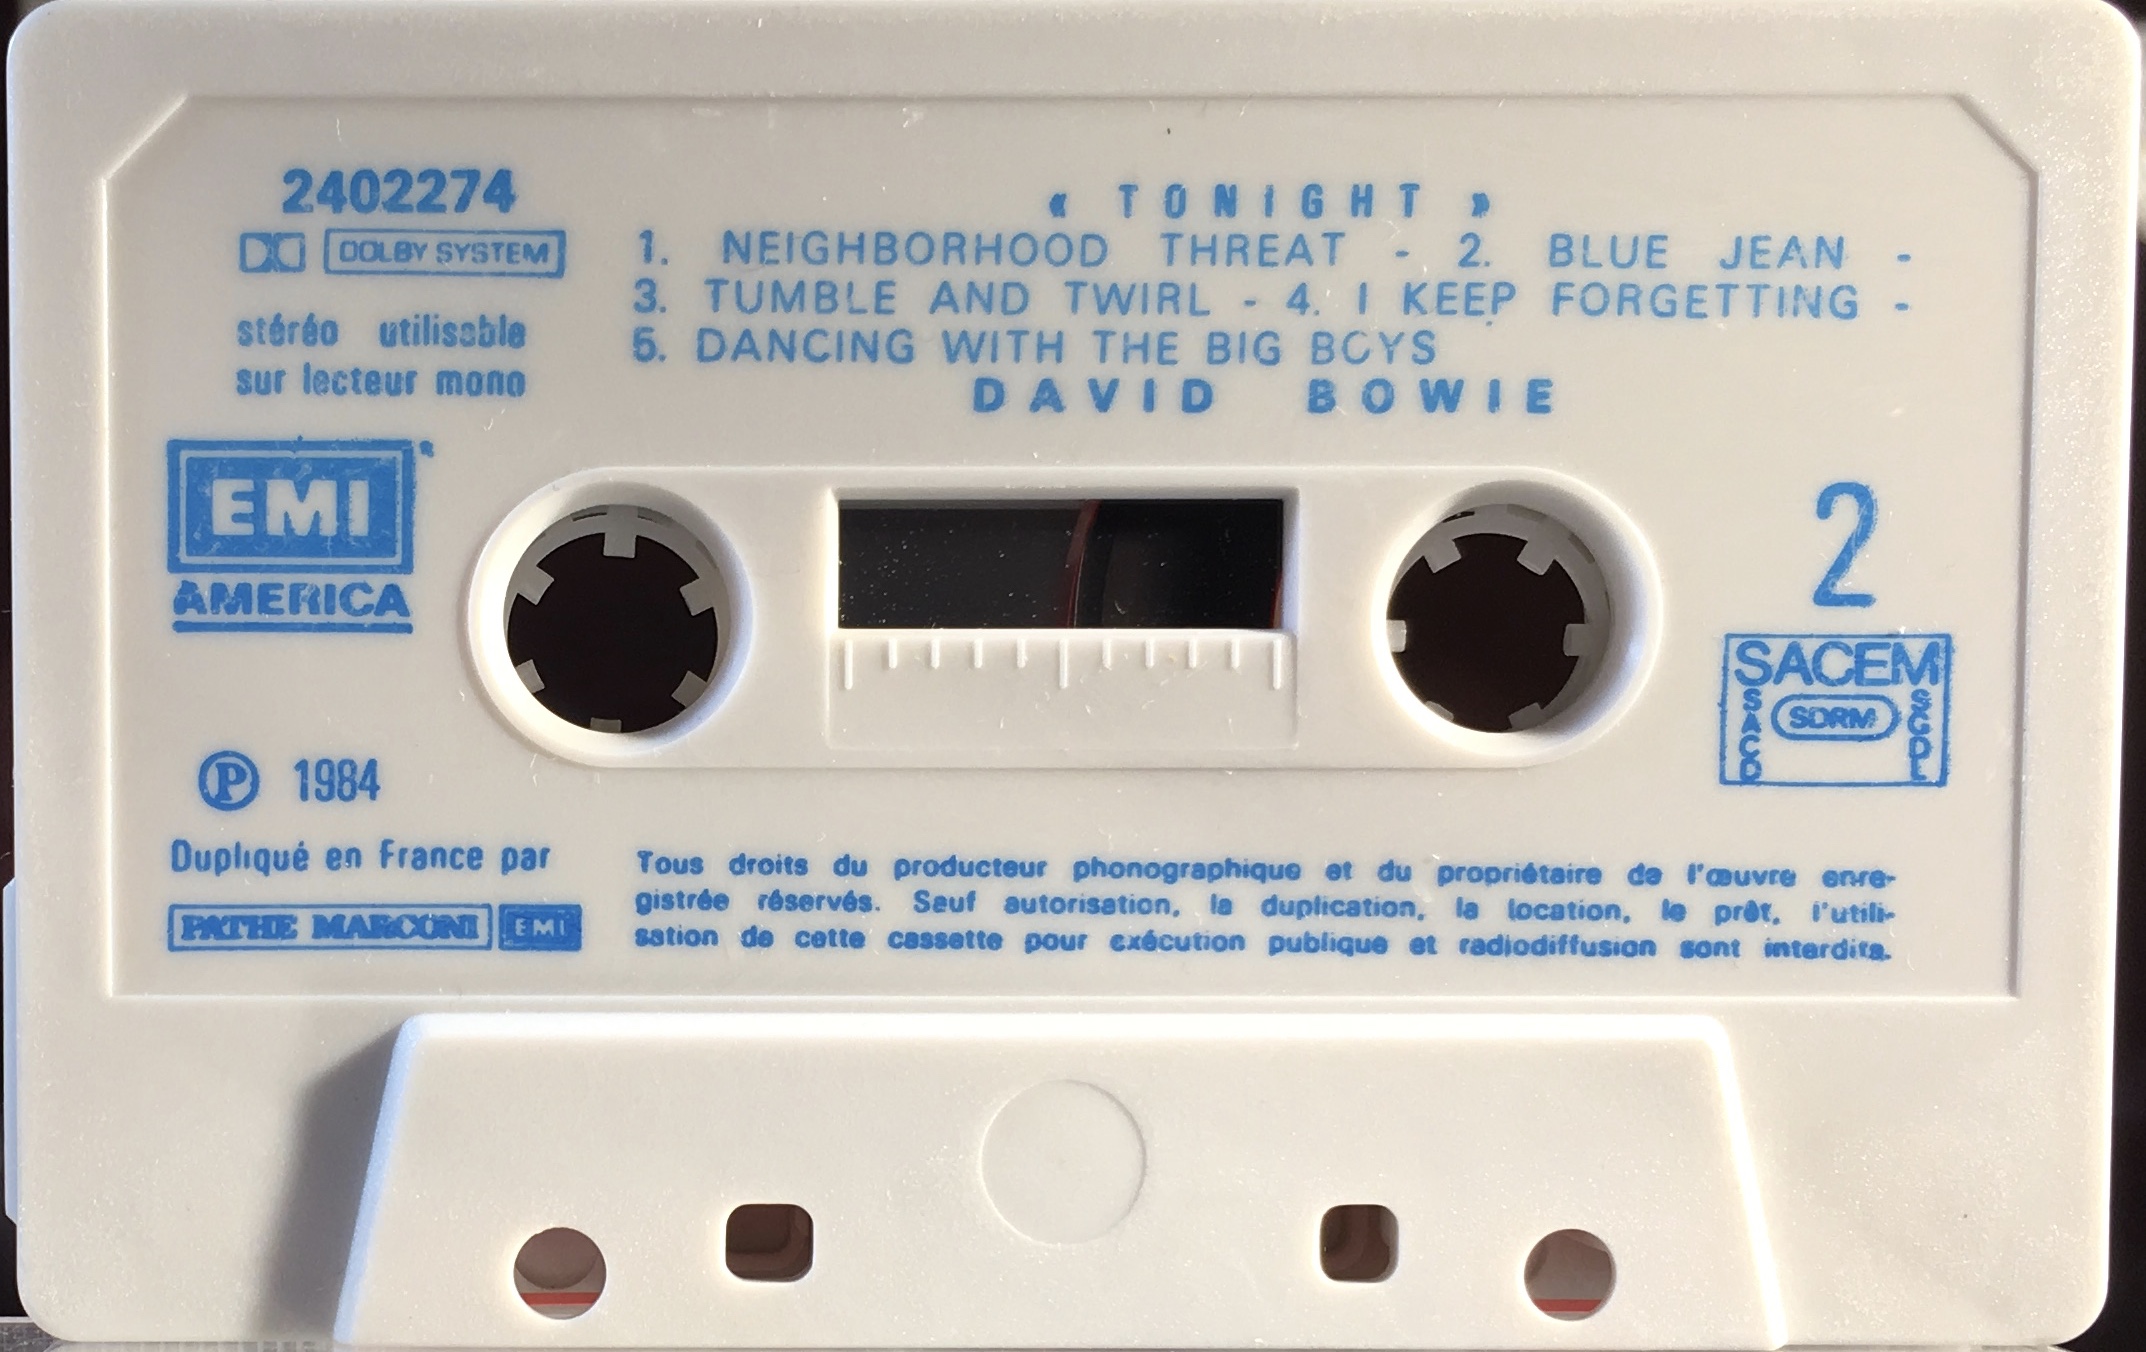 2402274
DOLBY SYSTEM
stéréo utilisable
sur lecteur mono
« TONIGHT »
1. NEIGHBORHOOD THREAT - 2. BLUE JEAN -
3. TUMBLE AND TWIRL - 4. I KEEP FORGETTING -
5. DANCING WITH THE BIG BOYS
DAVID BOWIE
EMI
AMERICA
2
SACEM
SACD
SDRM
SGDL
℗ 1984
Dupliqué en France par
PATHE MARCONI EMI
Tous droits du producteur phonographique et du propriétaire de l'œuvre enre-
gistrée réservés. Sauf autorisation, la duplication, la location, le prêt, l'utili-
sation de cette cassette pour exécution publique et radiodiffusion sont interdits.